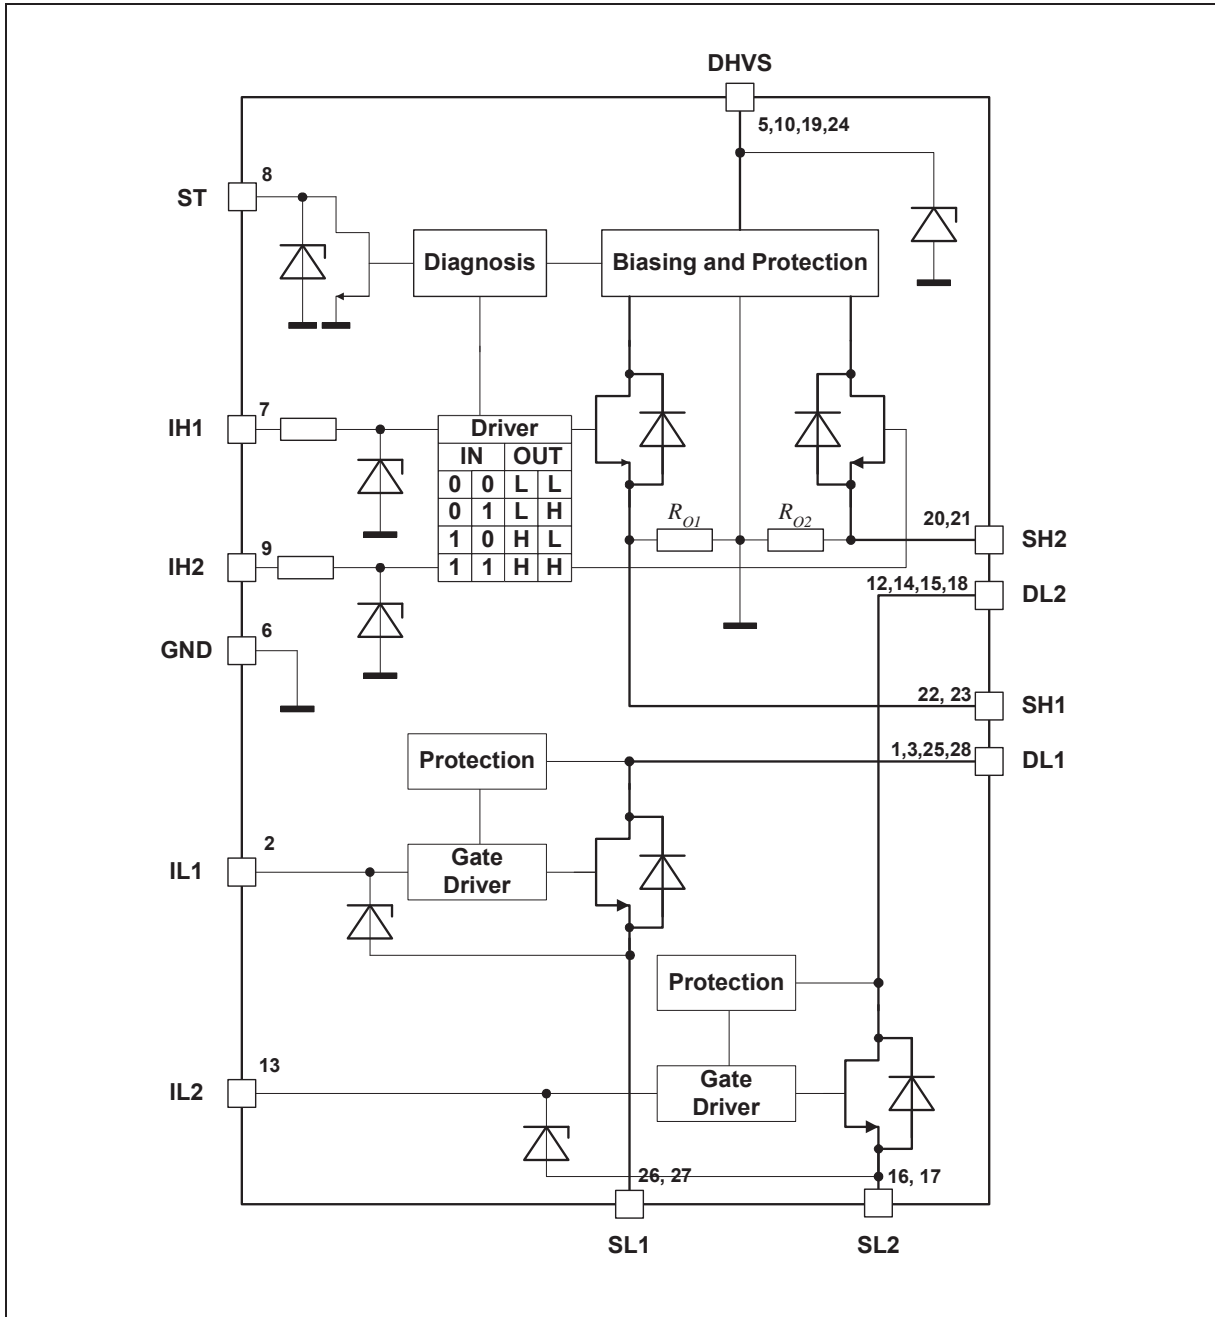 DHVS
5,10,19,24
8
ST
Diagnosis
Biasing and Protection
7
IH1
Driver
IN OUT
0 0 L L
0 1 L H
1 0 H L
1 1 H H
RO1
RO2
20,21
SH2
9
IH2
12,14,15,18
DL2
6
GND
22, 23
SH1
Protection
1,3,25,28
DL1
2
IL1
Gate
Driver
Protection
13
IL2
Gate
Driver
26, 27
16, 17
SL1
SL2